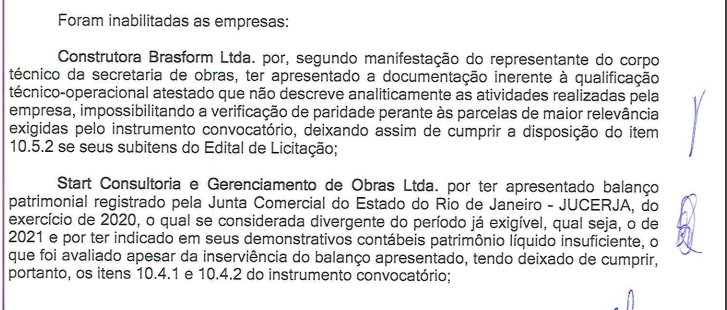 Foram inabilitadas as empresas:
Construtora Brasform Ltda. por, segundo manifestação do representante do corpo
técnico da secretaria de obras, ter apresentado a documentação inerente à qualificação
técnico-operacional atestado que não descreve analiticamente as atividades realizadas pela
empresa, impossibilitando a verificação de paridade perante às parcelas de maior relevância
exigidas pelo instrumento convocatório, deixando assim de cumprir a disposição do item
10.5.2 se seus subitens do Edital de Licitação;
Start Consultoria e Gerenciamento de Obras Ltda. por ter apresentado balanço
patrimonial registrado pela Junta Comercial do Estado do Rio de Janeiro - JUCERJA, do
exercício de 2020, o qual se considerada divergente do período já exigível, qual seja, o de
2021 e por ter indicado em seus demonstrativos contábeis patrimônio líquido insuficiente, o
que foi avaliado apesar da inserviência do balanço apresentado, tendo deixado de cumprir,
portanto, os itens 10.4.1 e 10.4.2 do instrumento convocatório;